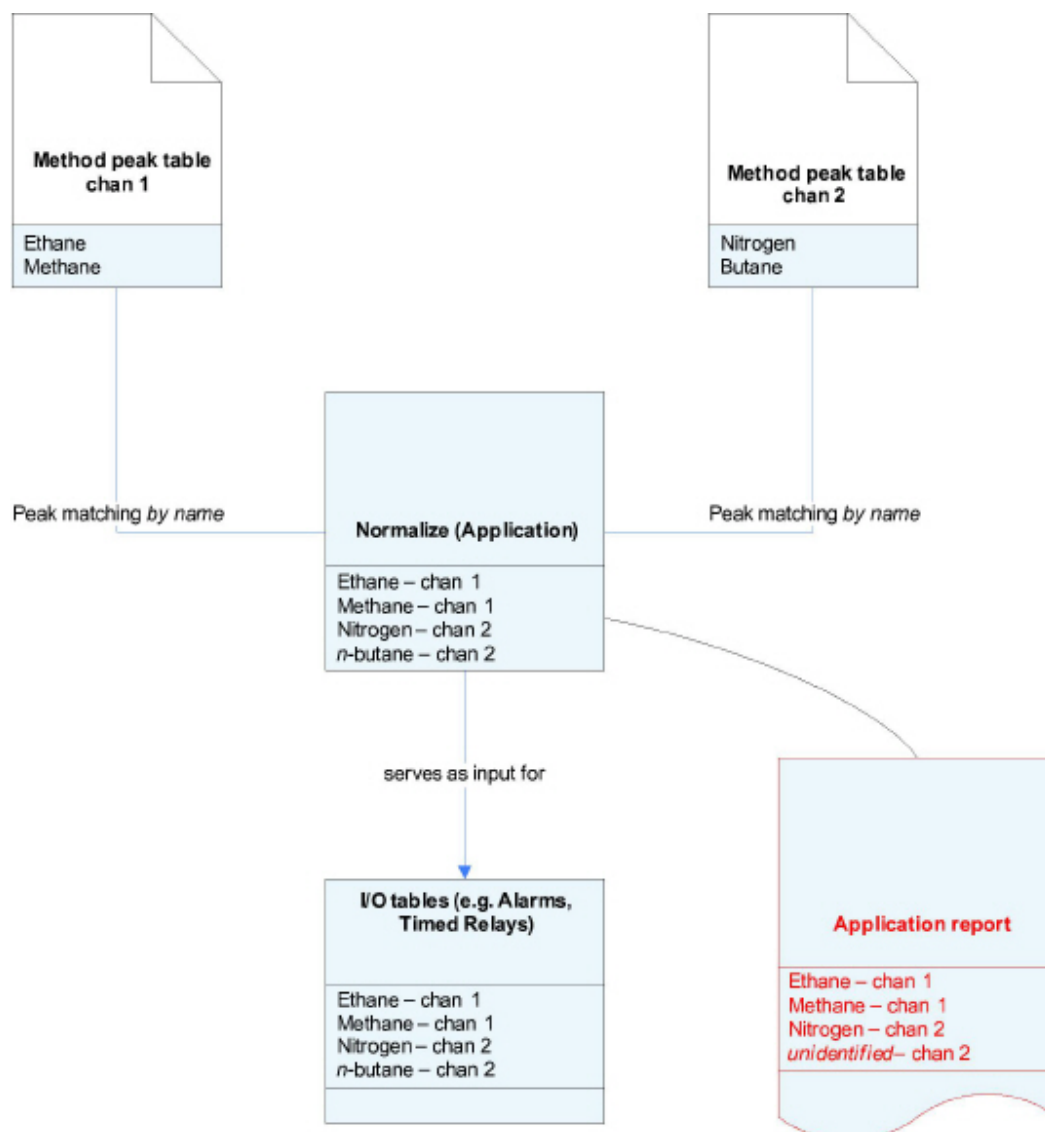 Method peak table
chan 1
Ethane
Methane
Method peak table
chan 2
Nitrogen
Butane
Peak matching by name
Peak matching by name
Normalize (Application)
Ethane – chan 1
Methane – chan 1
Nitrogen – chan 2
n-butane – chan 2
serves as input for
I/O tables (e.g. Alarms,
Timed Relays)
Ethane – chan 1
Methane – chan 1
Nitrogen – chan 2
n-butane – chan 2
Application report
Ethane – chan 1
Methane – chan 1
Nitrogen – chan 2
unidentified– chan 2